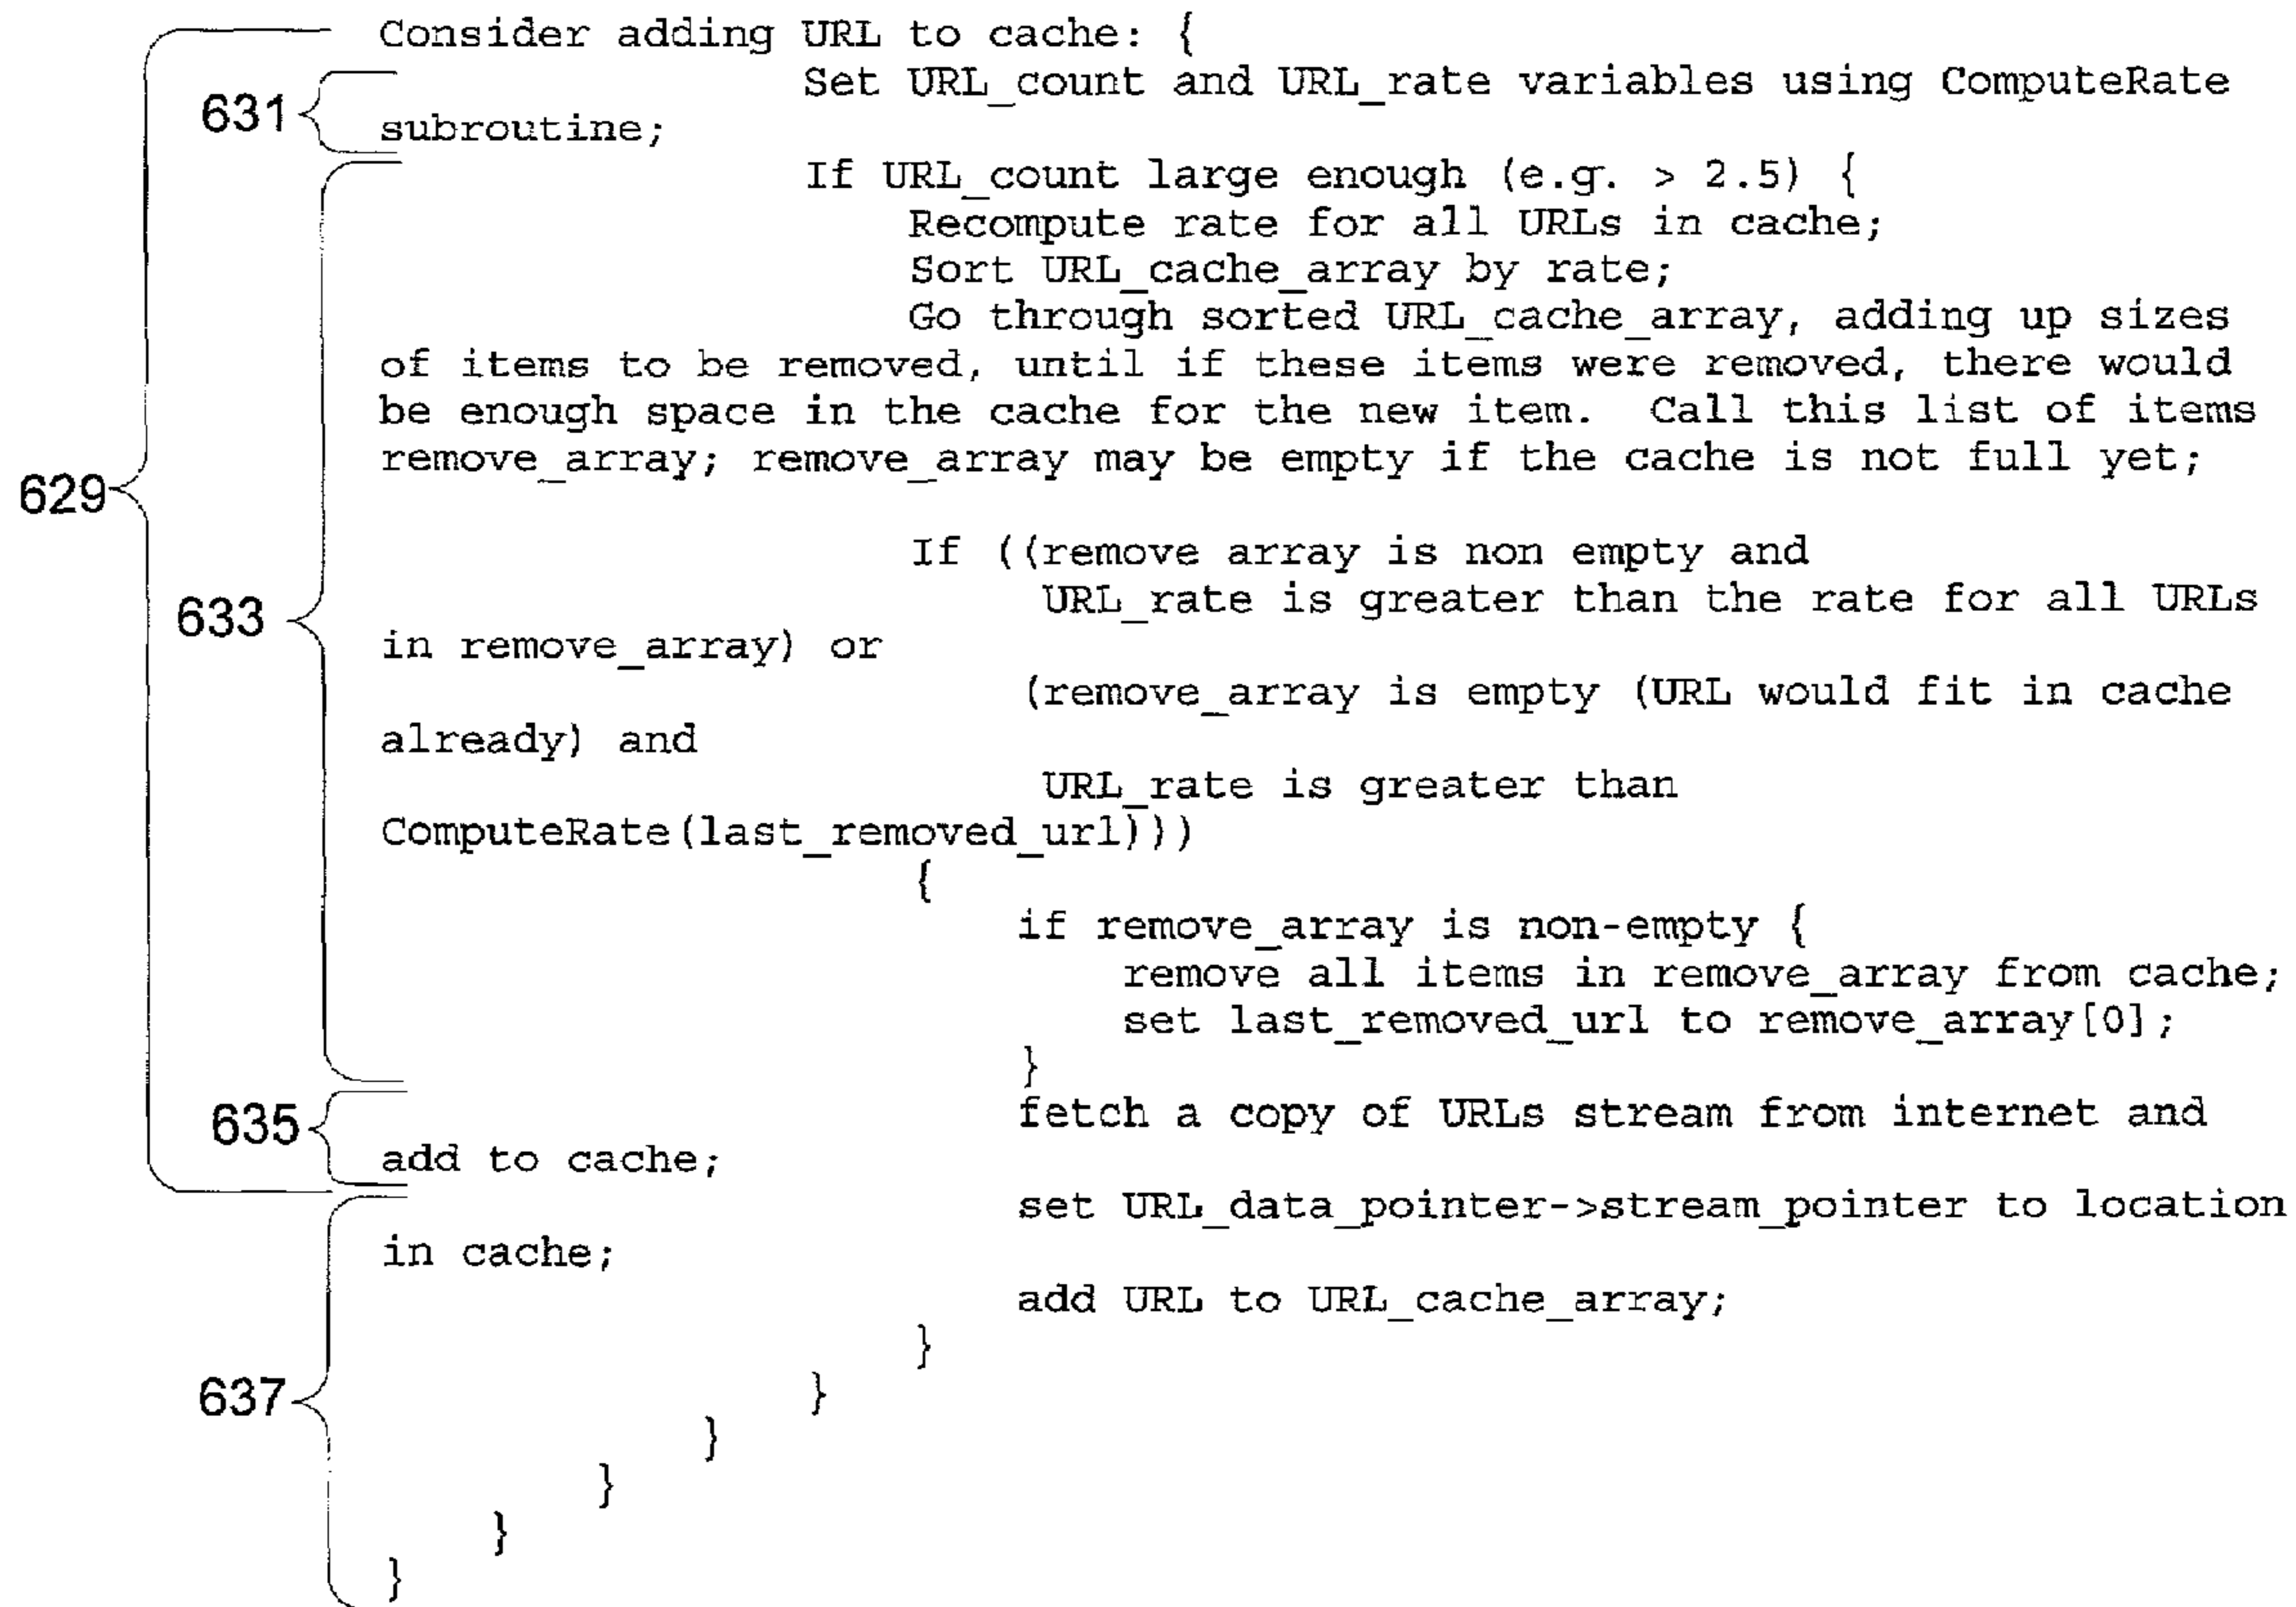 Consider adding URL to cache: {
Set URL_count and URL_rate variables using ComputeRate
631
subroutine;
If URL_count large enough (e.g. > 2.5) {
Recompute rate for all URLs in cache;
Sort URL_cache_array by rate;
Go through sorted URL_cache_array, adding up sizes
of items to be removed, until if these items were removed, there would
be enough space in the cache for the new item. Call this list of items
remove_array; remove_array may be empty if the cache is not full yet;
629
If ((remove array is non empty and
URL_rate is greater than the rate for all URLs
633
in remove_array) or
(remove_array is empty (URL would fit in cache
already) and
URL_rate is greater than
ComputeRate(last_removed_url)))
{
if remove_array is non-empty {
remove all items in remove_array from cache;
set last_removed_url to remove_array[0];
}
fetch a copy of URLs stream from internet and
635
add to cache;
set URL_data_pointer->stream_pointer to location
in cache;
add URL to URL_cache_array;
}
637
}
}
}
}
}